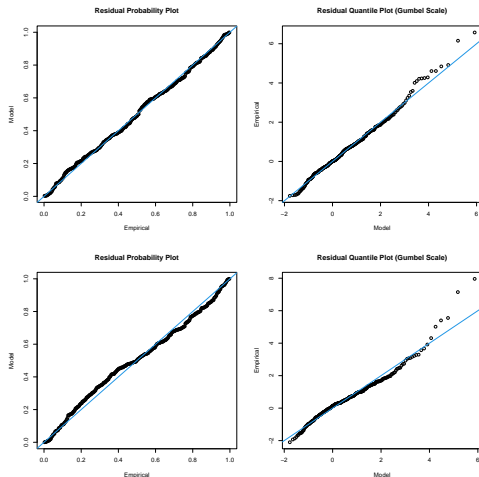 Residual Probability Plot
Model
0.0 0.2 0.4 0.6 0.8 1.0
0.0 0.2 0.4 0.6 0.8 1.0
Empirical
Residual Quantile Plot (Gumbel Scale)
Empirical
-2 0 2 4 6
−2 0 2 4 6
Model
Residual Probability Plot
Model
0.0 0.2 0.4 0.6 0.8 1.0
0.0 0.2 0.4 0.6 0.8 1.0
Empirical
Residual Quantile Plot (Gumbel Scale)
Empirical
-2 0 2 4 6 8
−2 0 2 4 6
Model